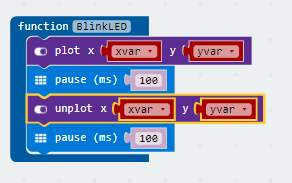 function BlinkLED
plot x xvar y yvar
pause (ms) 100
unplot x xvar y yvar
pause (ms) 100